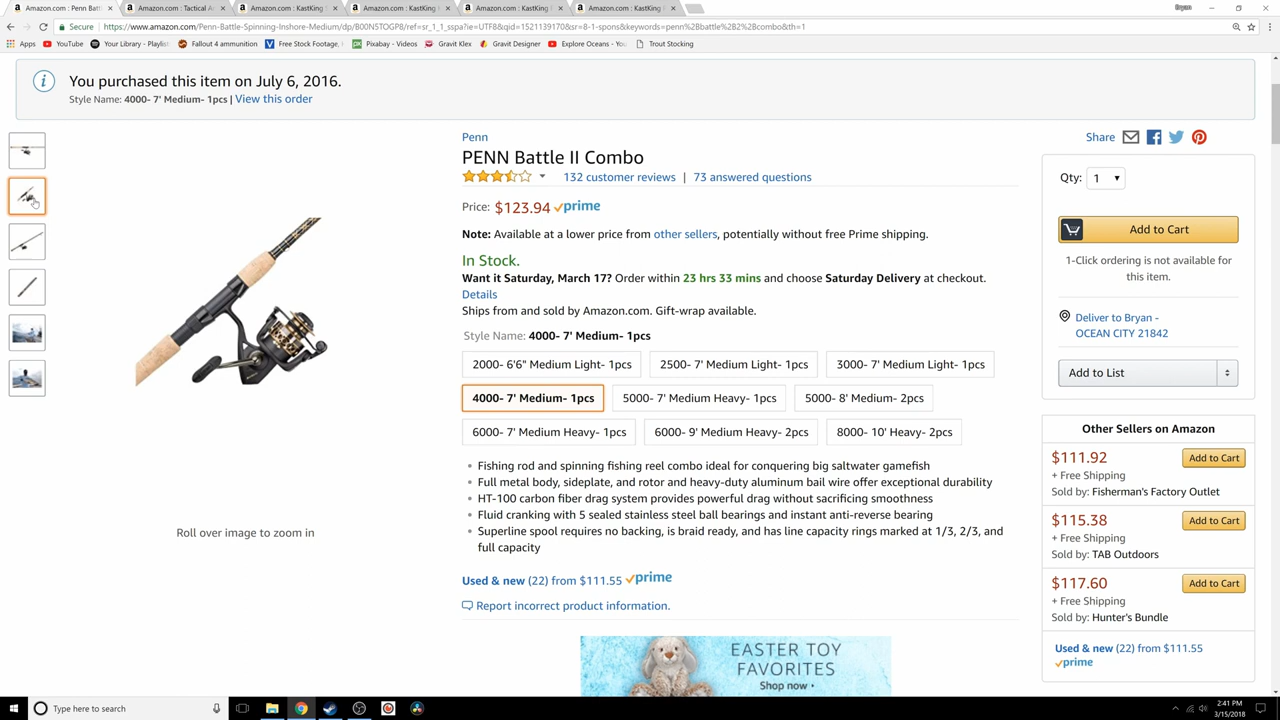 Amazon.com : Penn Batt
Amazon.com : Tactical A
Amazon.com : KastKing
Amazon.com : KastKing
Amazon.com : KastKing
Amazon.com : KastKing
Bryan
Secure
https://www.amazon.com/Penn-Battle-Spinning-Inshore-Medium/dp/B00NSTOGP8/ref=sr_1_1_sspa?ie=UTF8&qid=1521139170&sr=8-1-spons&keywords=penn%2Bbattle%2B2%2Bcombo&th=1
Apps
YouTube
Your Library - Playlist
Fallout 4 ammunition
Free Stock Footage,
Pixabay - Videos
Gravit Klex
Gravit Designer
Explore Oceans - You
Trout Stocking
You purchased this item on July 6, 2016.
Style Name: 4000- 7' Medium- 1pcs | View this order
Penn
Share
PENN Battle II Combo
132 customer reviews | 73 answered questions
Price: $123.94 prime
Note: Available at a lower price from other sellers, potentially without free Prime shipping.
In Stock.
Want it Saturday, March 17? Order within 23 hrs 33 mins and choose Saturday Delivery at checkout.
Details
Ships from and sold by Amazon.com. Gift-wrap available.
Style Name: 4000- 7' Medium- 1pcs
2000- 6'6" Medium Light- 1pcs
2500- 7' Medium Light- 1pcs
3000- 7' Medium Light- 1pcs
4000- 7' Medium- 1pcs
5000- 7' Medium Heavy- 1pcs
5000- 8' Medium- 2pcs
6000- 7' Medium Heavy- 1pcs
6000- 9' Medium Heavy- 2pcs
8000- 10' Heavy- 2pcs
• Fishing rod and spinning fishing reel combo ideal for conquering big saltwater gamefish
• Full metal body, sideplate, and rotor and heavy-duty aluminum bail wire offer exceptional durability
• HT-100 carbon fiber drag system provides powerful drag without sacrificing smoothness
• Fluid cranking with 5 sealed stainless steel ball bearings and instant anti-reverse bearing
• Superline spool requires no backing, is braid ready, and has line capacity rings marked at 1/3, 2/3, and
full capacity
Roll over image to zoom in
Used & new (22) from $111.55 prime
Report incorrect product information.
EASTER TOY
FAVORITES
Shop now ›
Qty: 1
Add to Cart
1-Click ordering is not available for
this item.
Deliver to Bryan -
OCEAN CITY 21842
Add to List
Other Sellers on Amazon
$111.92
Add to Cart
+ Free Shipping
Sold by: Fisherman's Factory Outlet
$115.38
Add to Cart
+ Free Shipping
Sold by: TAB Outdoors
$117.60
Add to Cart
+ Free Shipping
Sold by: Hunter's Bundle
Used & new (22) from $111.55
prime
Type here to search
2:41 PM
3/15/2018